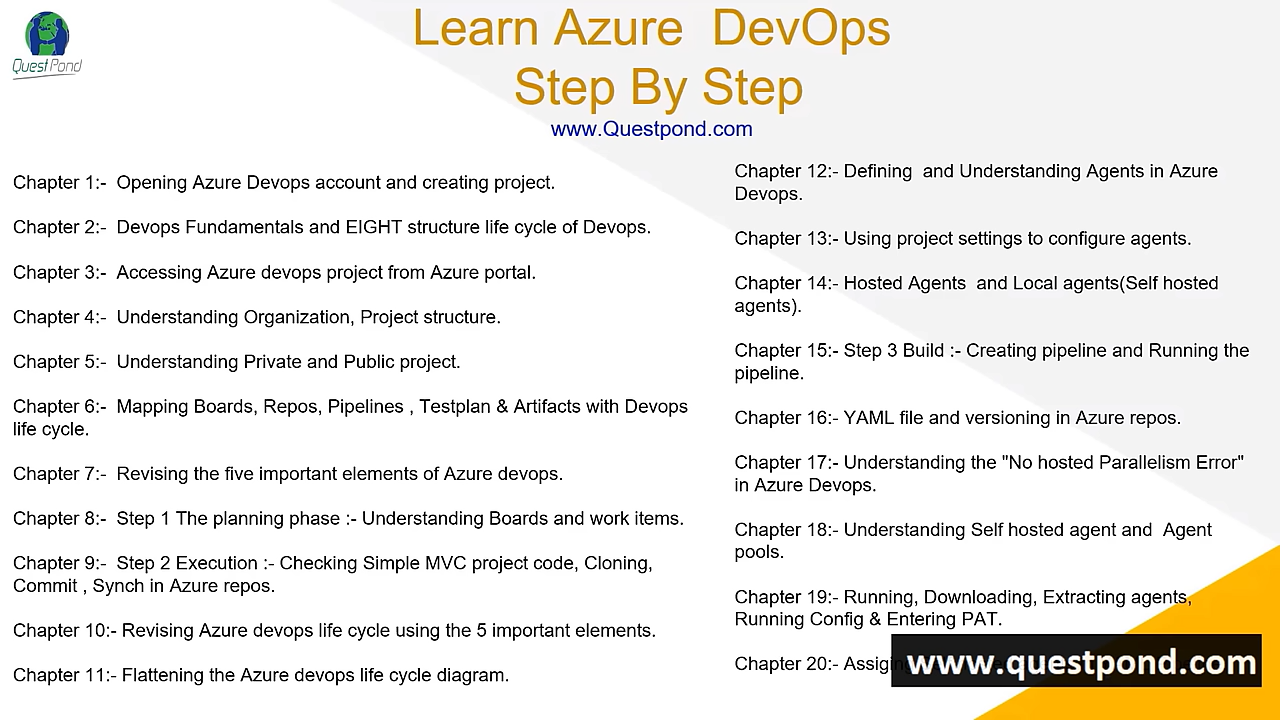 QuestPond
Learn Azure DevOps
Step By Step
www.Questpond.com
Chapter 1:- Opening Azure Devops account and creating project.
Chapter 2:- Devops Fundamentals and EIGHT structure life cycle of Devops.
Chapter 3:- Accessing Azure devops project from Azure portal.
Chapter 4:- Understanding Organization, Project structure.
Chapter 5:- Understanding Private and Public project.
Chapter 6:- Mapping Boards, Repos, Pipelines , Testplan & Artifacts with Devops
life cycle.
Chapter 7:- Revising the five important elements of Azure devops.
Chapter 8:- Step 1 The planning phase :- Understanding Boards and work items.
Chapter 9:- Step 2 Execution :- Checking Simple MVC project code, Cloning,
Commit , Synch in Azure repos.
Chapter 10:- Revising Azure devops life cycle using the 5 important elements.
Chapter 11:- Flattening the Azure devops life cycle diagram.
Chapter 12:- Defining and Understanding Agents in Azure
Devops.
Chapter 13:- Using project settings to configure agents.
Chapter 14:- Hosted Agents and Local agents(Self hosted
agents).
Chapter 15:- Step 3 Build :- Creating pipeline and Running the
pipeline.
Chapter 16:- YAML file and versioning in Azure repos.
Chapter 17:- Understanding the "No hosted Parallelism Error"
in Azure Devops.
Chapter 18:- Understanding Self hosted agent and Agent
pools.
Chapter 19:- Running, Downloading, Extracting agents,
Running Config & Entering PAT.
Chapter 20:-
www.questpond.com